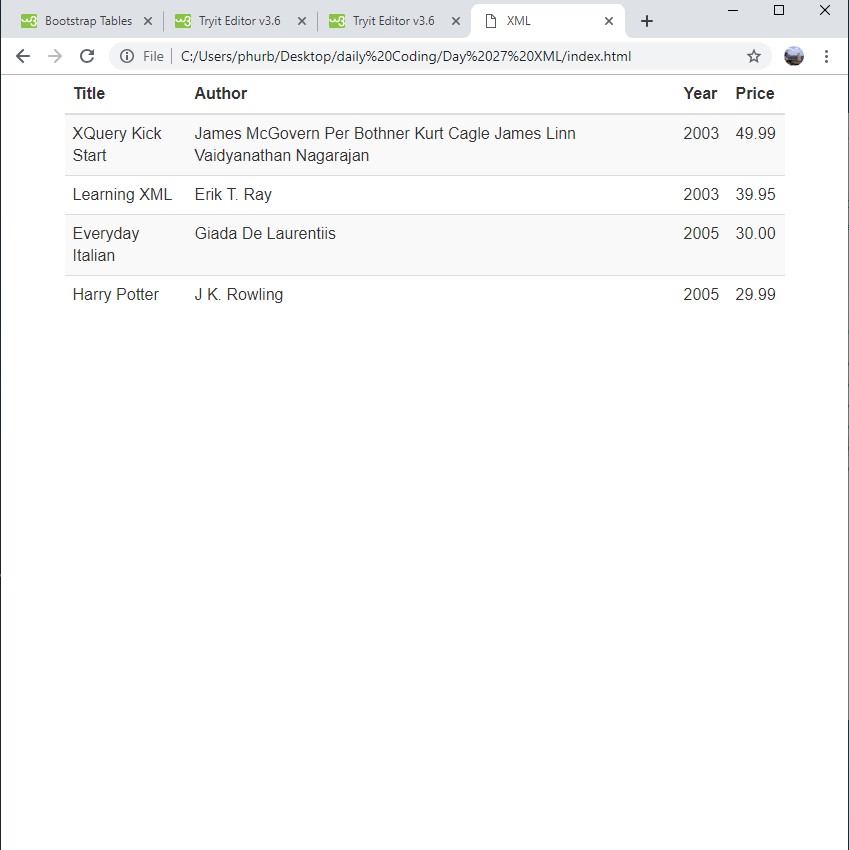 Bootstrap Tables
Tryit Editor v3.6
Tryit Editor v3.6
XML
File C:/Users/phurb/Desktop/daily%20Coding/Day%2027%20XML/index.html
Title Author Year Price
XQuery Kick James McGovern Per Bothner Kurt Cagle James Linn 2003 49.99
Start Vaidyanathan Nagarajan
Learning XML Erik T. Ray 2003 39.95
Everyday Giada De Laurentiis 2005 30.00
Italian
Harry Potter J K. Rowling 2005 29.99